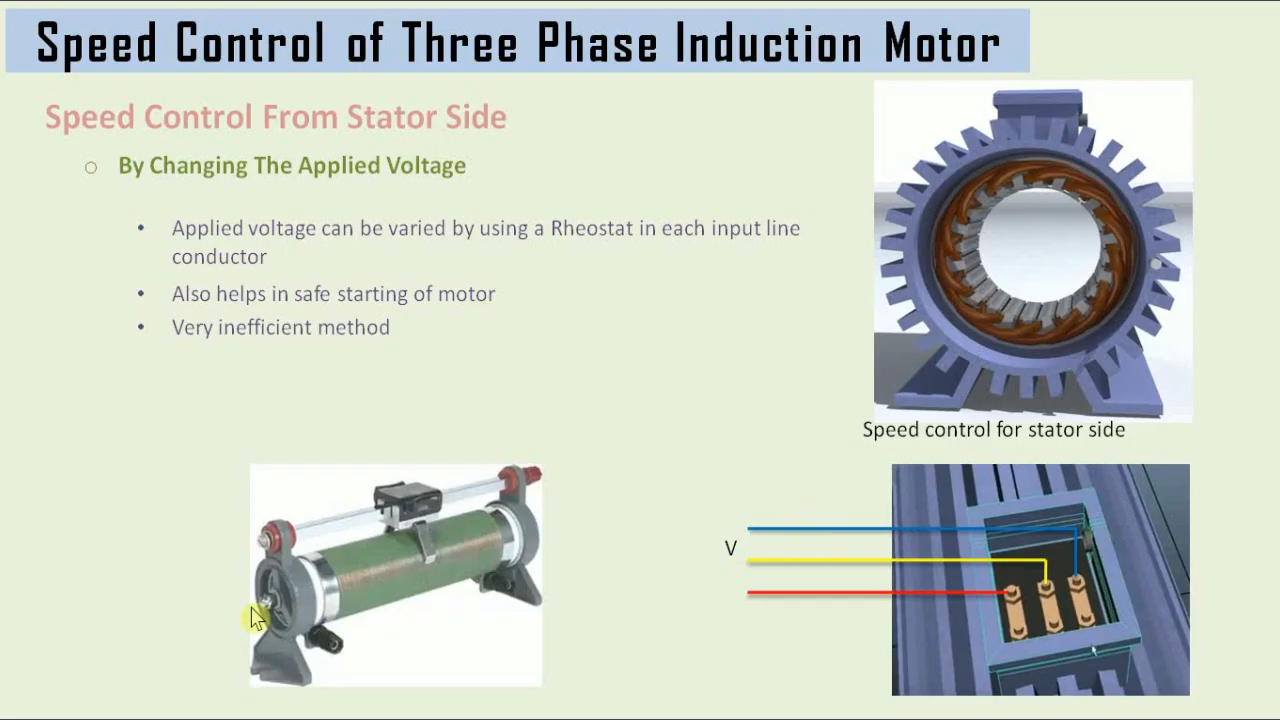 Speed Control of Three Phase Induction Motor
Speed Control From Stator Side
By Changing The Applied Voltage
Applied voltage can be varied by using a Rheostat in each input line
conductor
Also helps in safe starting of motor
Very inefficient method
Speed control for stator side
V